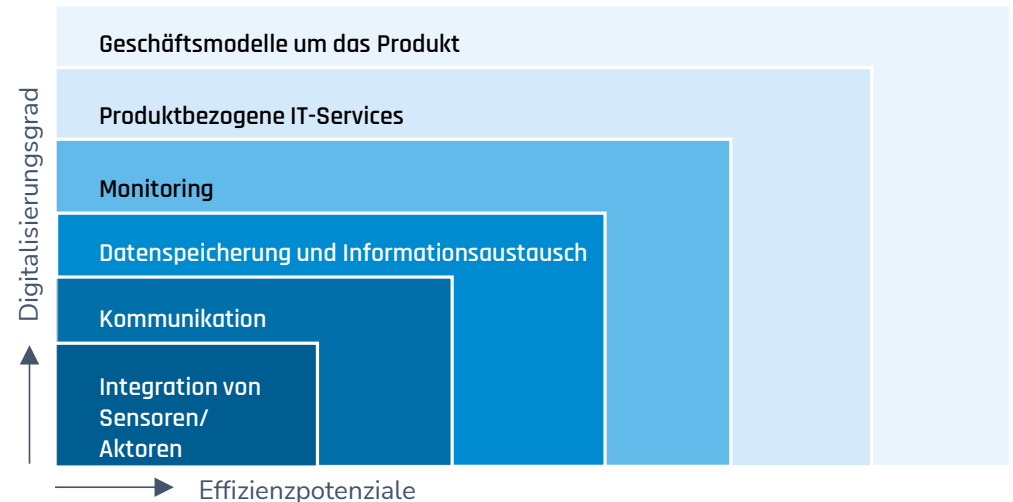 Geschäftsmodelle um das Produkt
Produktbezogene IT-Services
Monitoring
Datenspeicherung und Informationsaustausch
Kommunikation
Integration von
Sensoren/
Aktoren
Digitalisierungsgrad
Effizienzpotenziale